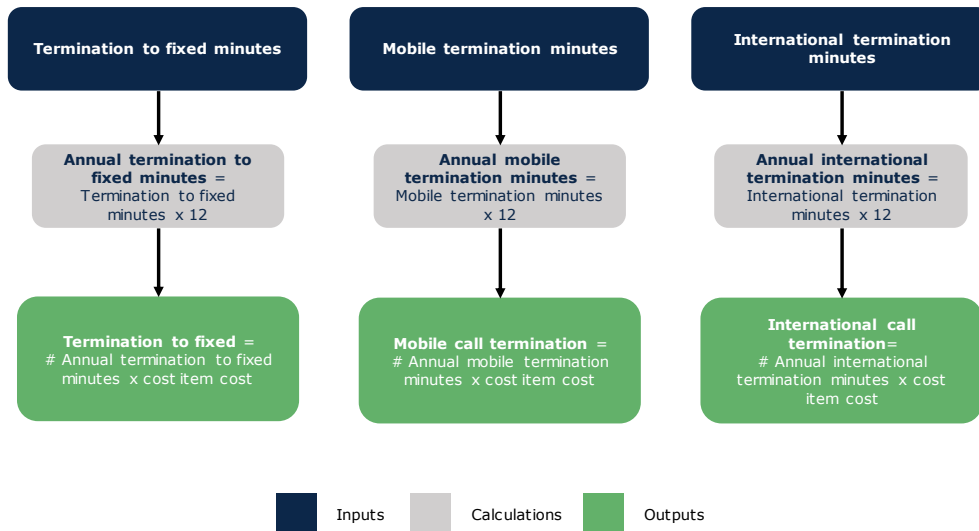 Termination to fixed minutes
Mobile termination minutes
International termination
minutes
Annual termination to
fixed minutes =
Termination to fixed
minutes x 12
Annual mobile
termination minutes =
Mobile termination minutes
x 12
Annual international
termination minutes =
International termination
minutes x 12
Termination to fixed =
# Annual termination to fixed
minutes x cost item cost
Mobile call termination =
# Annual mobile termination
minutes x cost item cost
International call
termination=
# Annual international
termination minutes x cost
item cost
Inputs
Calculations
Outputs